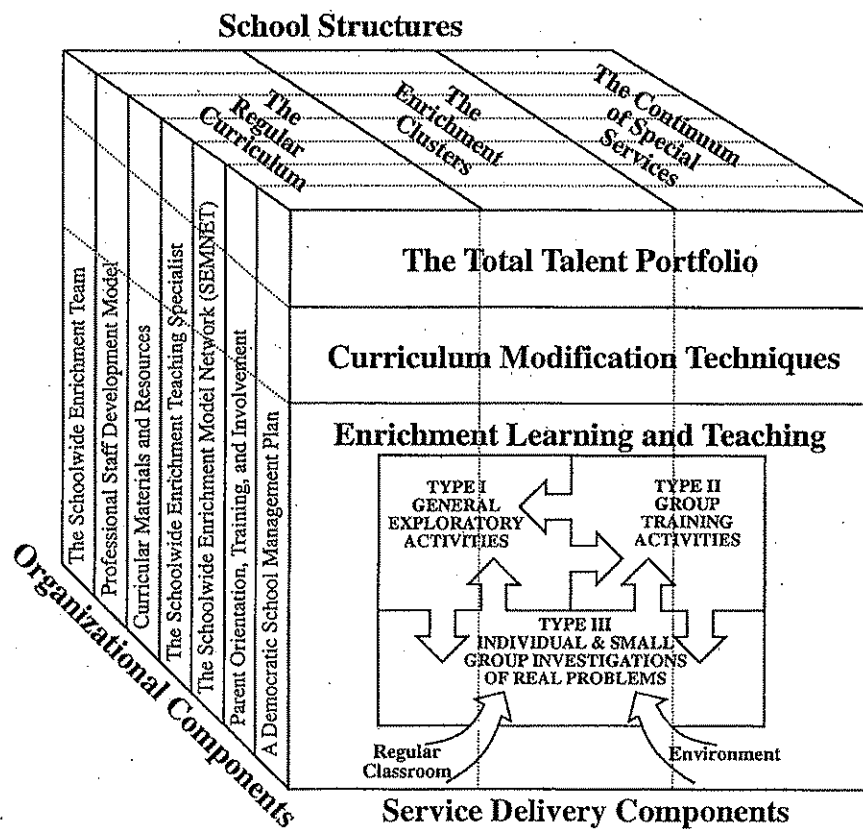 School Structures
The
Regular
Curriculum
The
Enrichment
Clusters
The Continuum
of Special
Services
The Schoolwide Enrichment Team
Professional Staff Development Model
Curricular Materials and Resources
The Schoolwide Enrichment Teaching Specialist
The Schoolwide Enrichment Model Network (SEMNET)
Parent Orientation, Training, and Involvement
A Democratic School Management Plan
Organizational Components
The Total Talent Portfolio
Curriculum Modification Techniques
Enrichment Learning and Teaching
TYPE I
GENERAL
EXPLORATORY
ACTIVITIES
TYPE II
GROUP
TRAINING
ACTIVITIES
TYPE III
INDIVIDUAL & SMALL
GROUP INVESTIGATIONS
OF REAL PROBLEMS
Regular
Classroom
Environment
Service Delivery Components